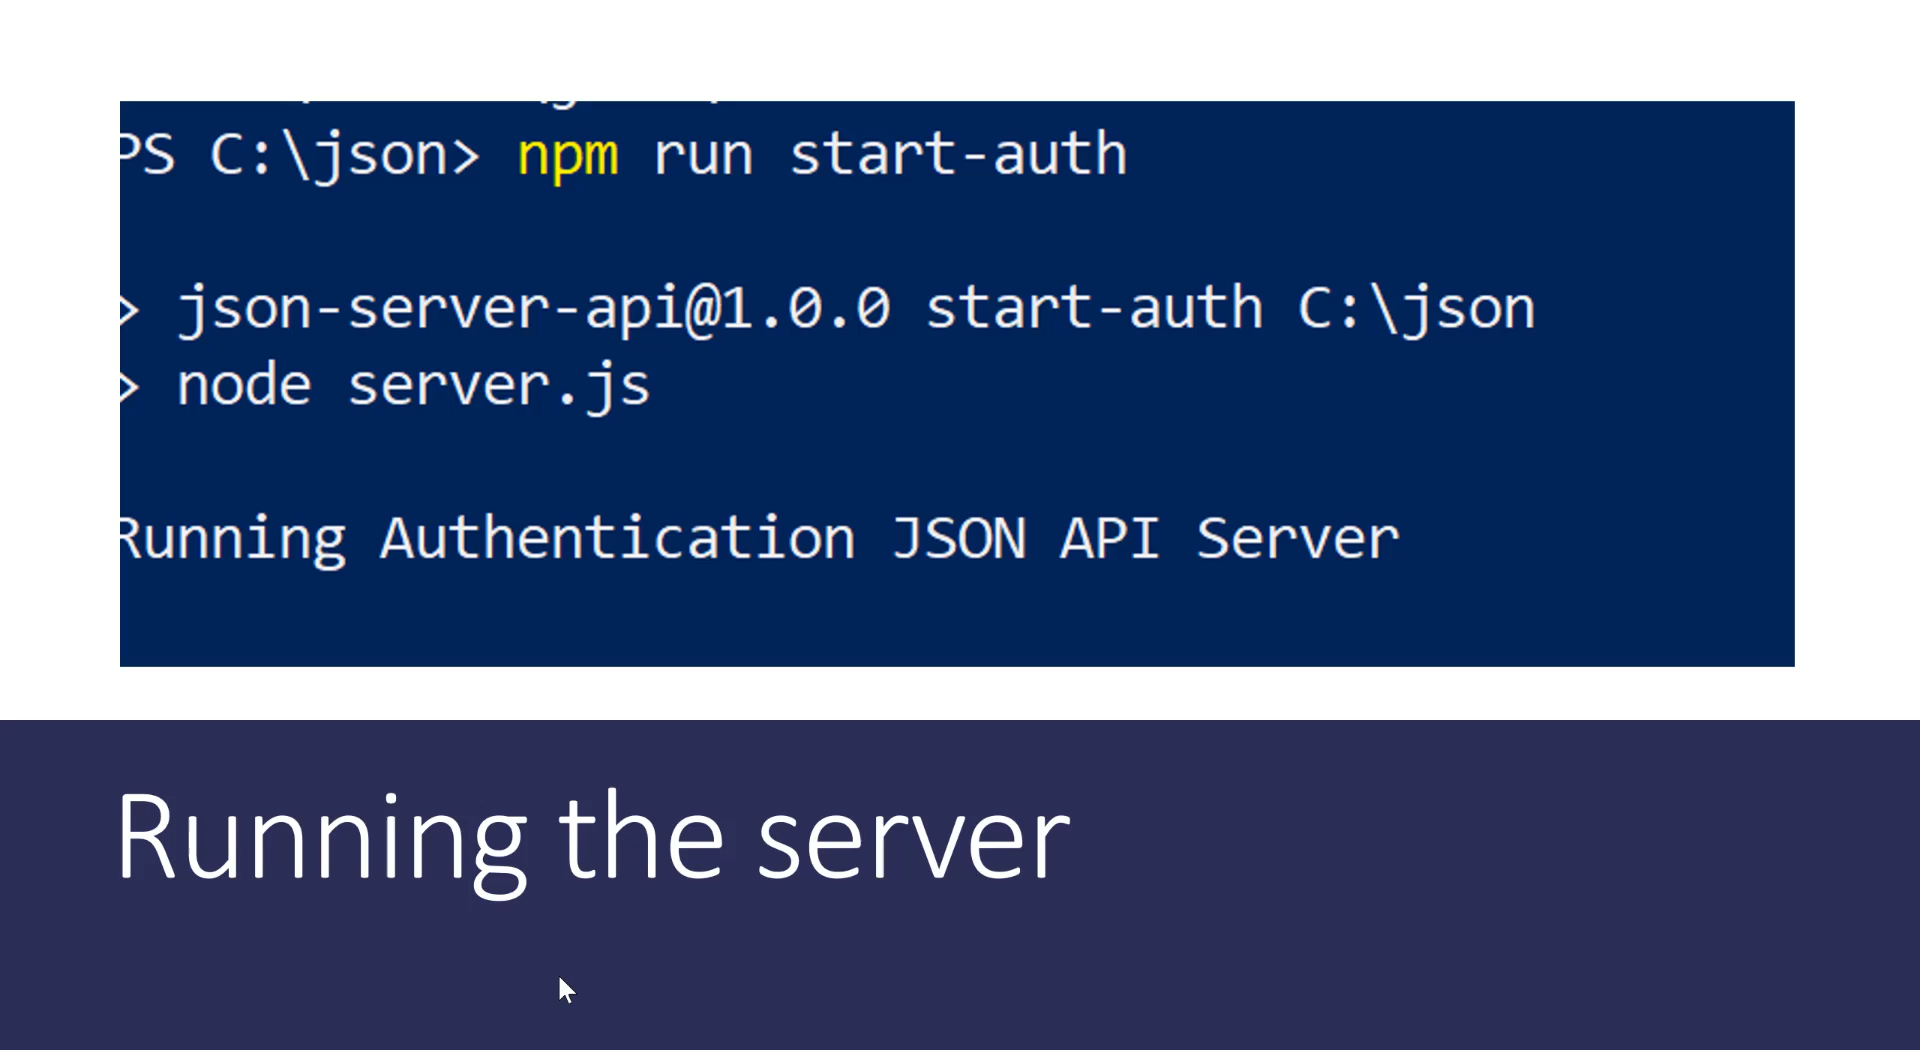 PS C:\json> npm run start-auth
> json-server-api@1.0.0 start-auth C:\json
> node server.js
Running Authentication JSON API Server
Running the server